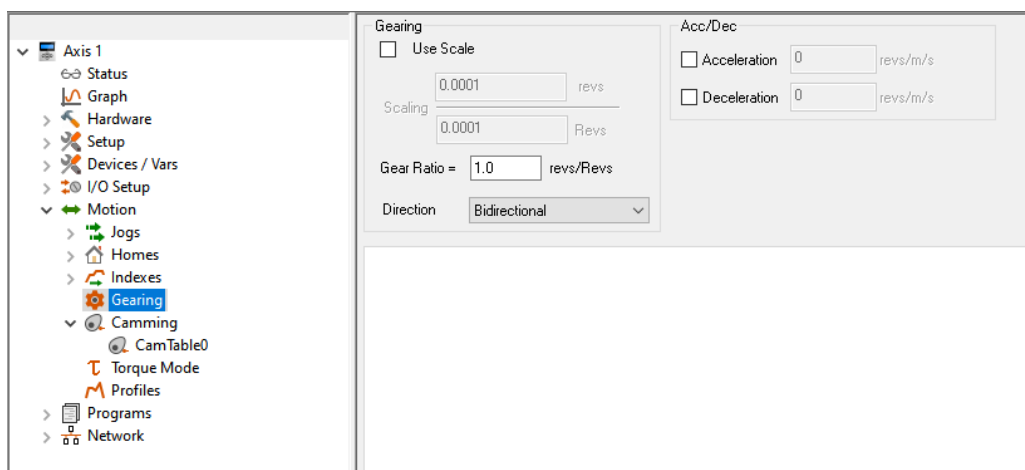 Axis 1
Status
Graph
Hardware
Setup
Devices / Vars
I/O Setup
Motion
Jogs
Homes
Indexes
Gearing
Camming
CamTable0
Torque Mode
Profiles
Programs
Network
Gearing
Use Scale
0.0001 revs
Scaling
0.0001 Revs
Gear Ratio = 1.0 revs/Revs
Direction Bidirectional
Acc/Dec
Acceleration 0 revs/m/s
Deceleration 0 revs/m/s